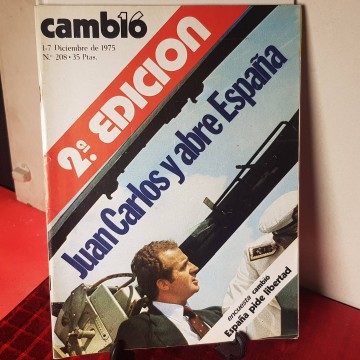 cambio16
1-7 Diciembre de 1975
N.º 208 • 35 Ptas.
2.ª EDICION
Juan Carlos y abre España
encuesta cambio
España pide libertad